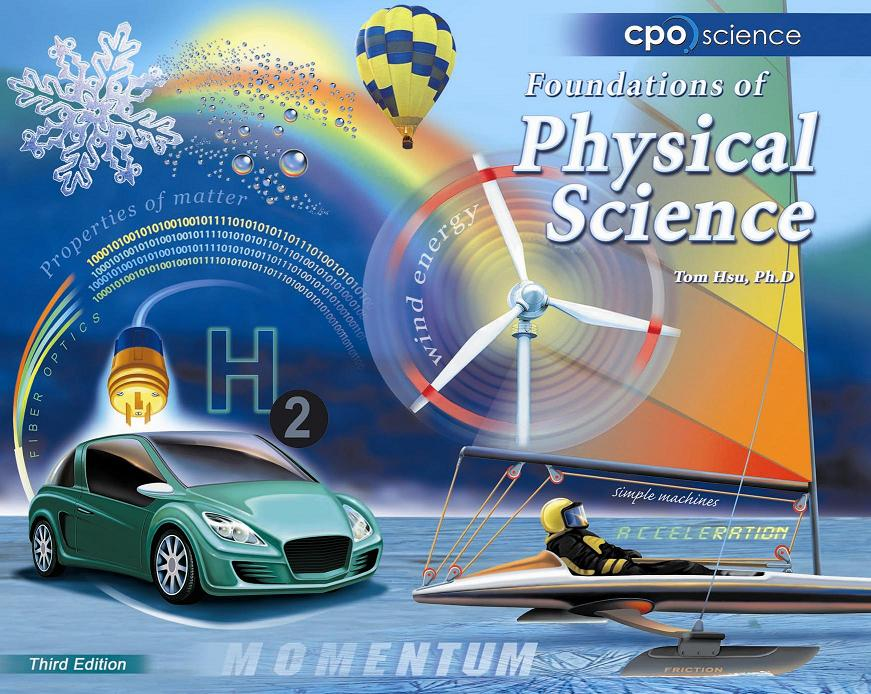 cpo science
Foundations of
Physical
Science
Tom Hsu, Ph.D
Properties of matter
wind energy
FIBER OPTICS
H
2
Simple machines
ACCELERATION
MOMENTUM
FRICTION
Third Edition